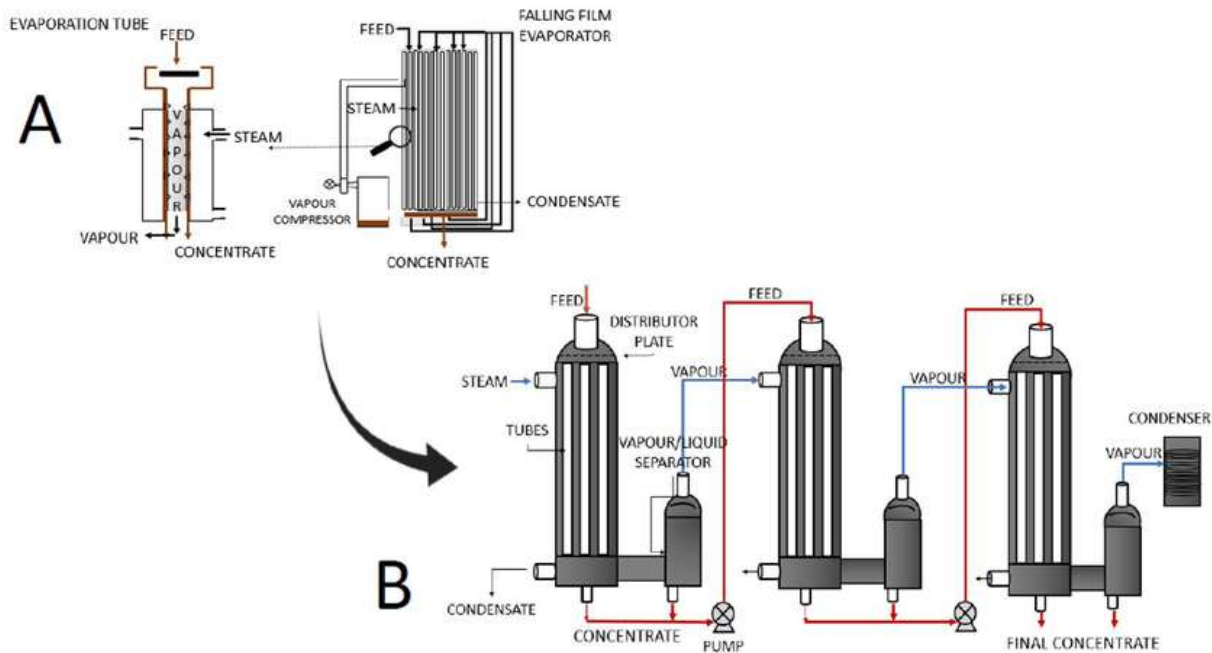 EVAPORATION TUBE
FEED
A
STEAM
VAPOUR
VAPOUR
CONCENTRATE
FALLING FILM
EVAPORATOR
FEED
STEAM
VAPOUR
COMPRESSOR
CONDENSATE
CONCENTRATE
B
FEED
DISTRIBUTOR
PLATE
STEAM
TUBES
VAPOUR/LIQUID
SEPARATOR
CONDENSATE
CONCENTRATE
PUMP
FEED
VAPOUR
FEED
VAPOUR
CONDENSER
VAPOUR
FINAL CONCENTRATE